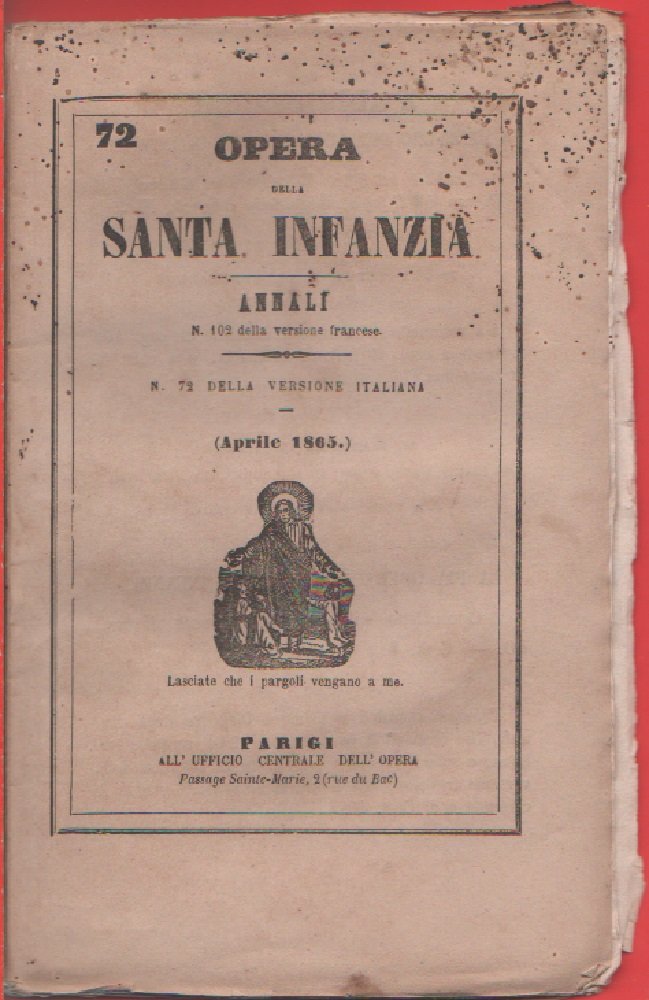 72
OPERA
DELLA
SANTA INFANZIA
ANNALI
N. 102 della versione francese.
N. 72 DELLA VERSIONE ITALIANA
(Aprile 1865.)
Lasciate che i pargoli vengano a me.
PARIGI
ALL' UFFICIO CENTRALE DELL' OPERA
Passage Sainte-Marie, 2 (rue du Bac)